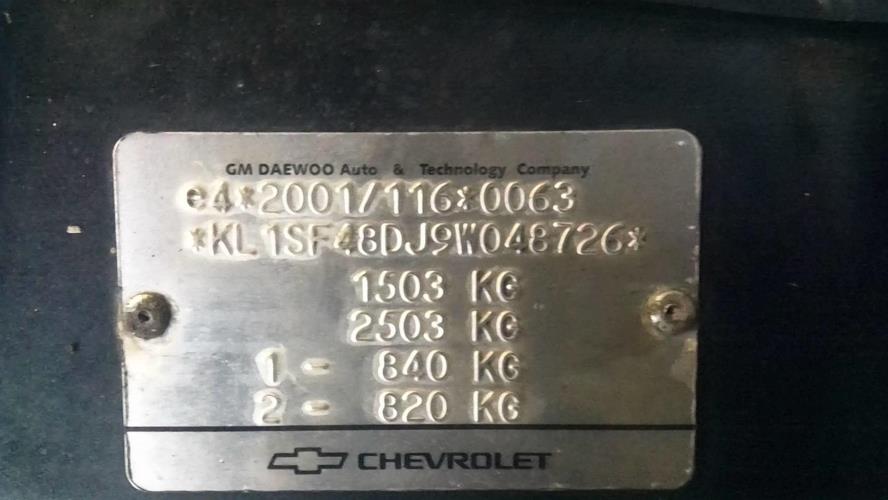 GM DAEWOO Auto & Technology Company
e4*2001/116*0063
*KL1SF48DJ9W048726*
1503 KG
2503 KG
1 - 840 KG
2 - 820 KG
CHEVROLET